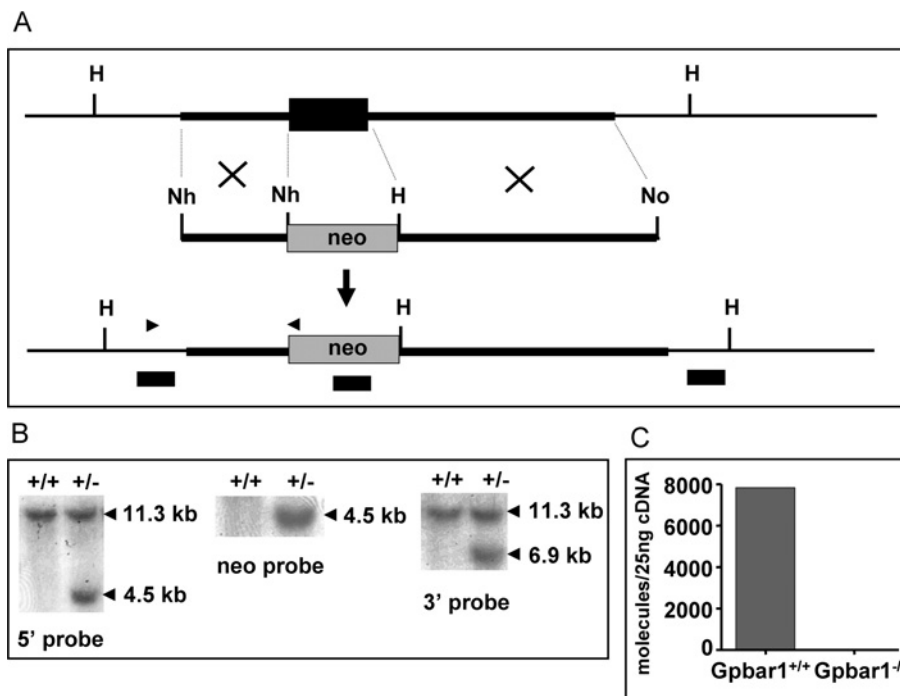 A
H
H
Nh
Nh
H
No
neo
H
H
H
neo
B
+/+ +/-
11.3 kb
4.5 kb
5' probe
+/+ +/-
4.5 kb
neo probe
+/+ +/-
11.3 kb
6.9 kb
3' probe
C
molecules/25ng cDNA
8000
6000
4000
2000
0
Gpbar1+/+ Gpbar1-/